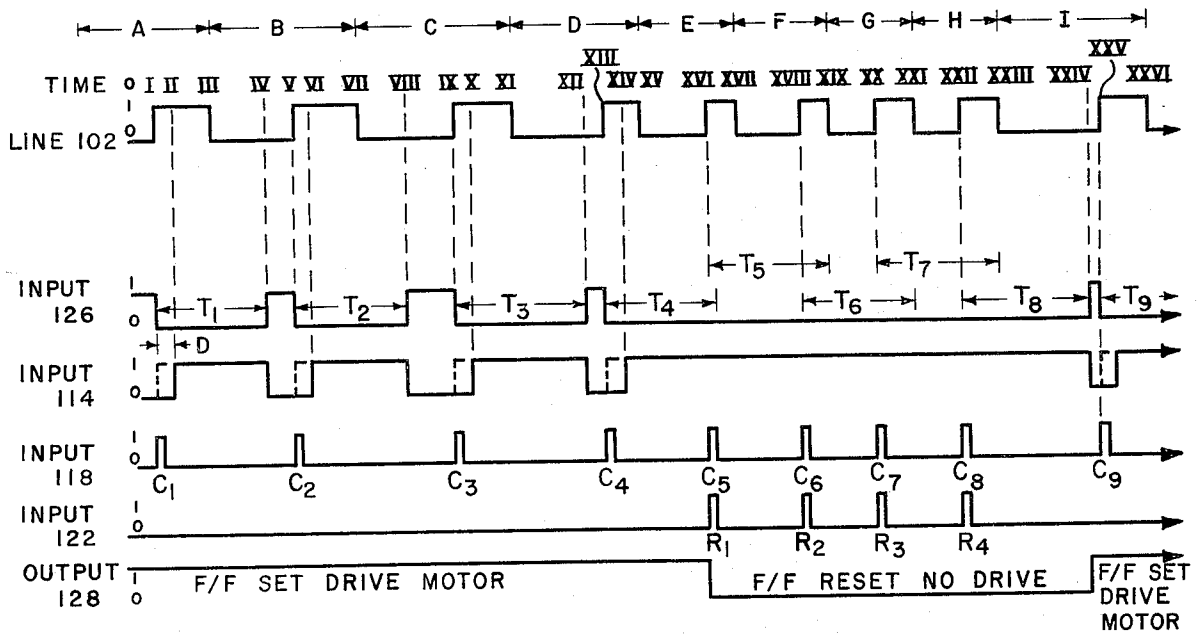 A B C D E F G H I
XIII XXV
TIME 0 I II III IV V VI VII VIII IX X XI XII XIV XV XVI XVII XVIII XIX XX XXI XXII XXIII XXIV XXVI
1
0
LINE 102
T5 T7
INPUT 126
1
0
T1 T2 T3 T4 T6 T8 T9
D
INPUT 114
1
0
INPUT 118
1
0
C1 C2 C3 C4 C5 C6 C7 C8 C9
INPUT 122
1
0
R1 R2 R3 R4
OUTPUT 128
1
0
F/F SET DRIVE MOTOR F/F RESET NO DRIVE F/F SET
DRIVE
MOTOR